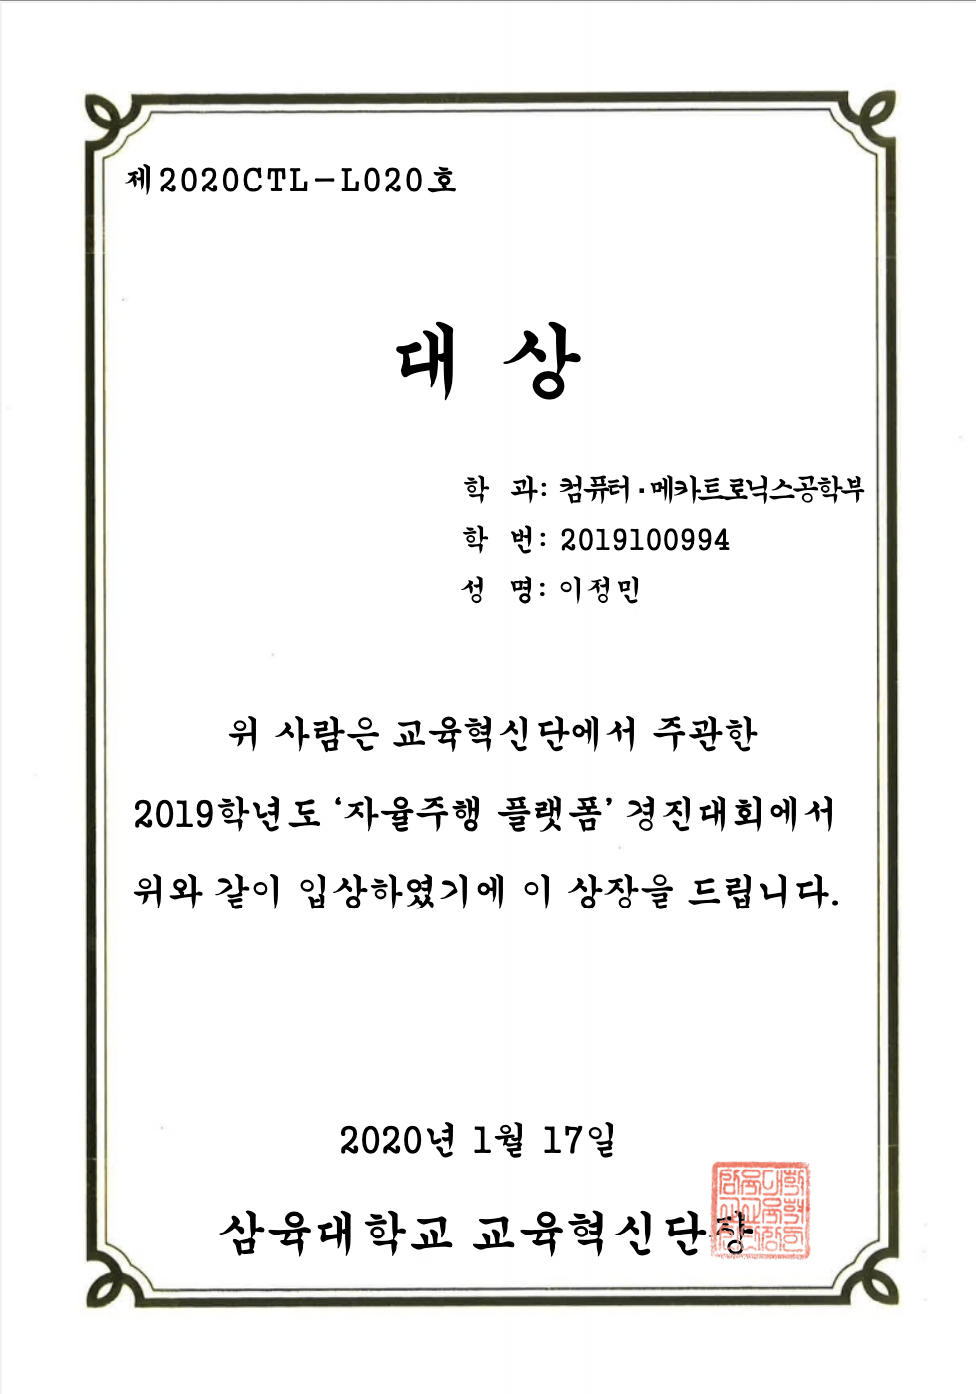 제2020CTL-L020호
대 상
학 과: 컴퓨터·메카트로닉스공학부
학 번: 2019100994
성 명: 이정민
위 사람은 교육혁신단에서 주관한
2019학년도 ‘자율주행 플랫폼’ 경진대회에서
위와 같이 입상하였기에 이 상장을 드립니다.
2020년 1월 17일
삼육대학교 교육혁신단장